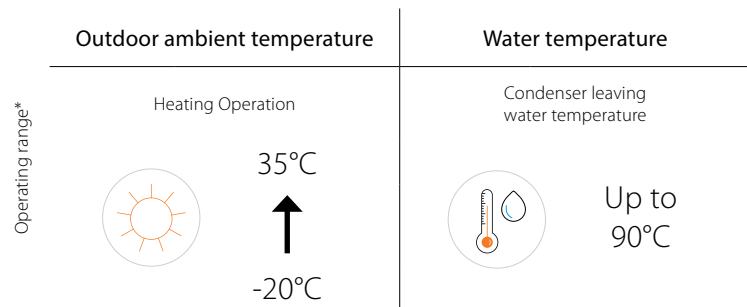 Outdoor ambient temperature
Water temperature
Operating range*
Heating Operation
35°C
-20°C
Condenser leaving
water temperature
Up to
90°C